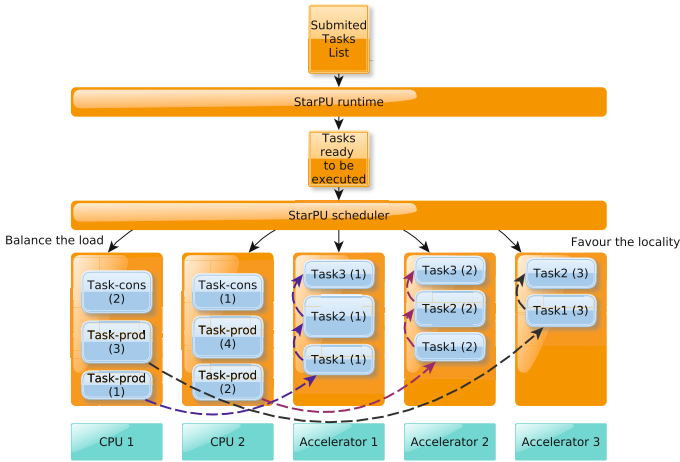 Submited
Tasks
List
StarPU runtime
Tasks
ready
to be
executed
StarPU scheduler
Balance the load
Favour the locality
Task-cons
(2)
Task-prod
(3)
Task-prod
(1)
Task-cons
(1)
Task-prod
(4)
Task-prod
(2)
Task3 (1)
Task2 (1)
Task1 (1)
Task3 (2)
Task2 (2)
Task1 (2)
Task2 (3)
Task1 (3)
CPU 1
CPU 2
Accelerator 1
Accelerator 2
Accelerator 3